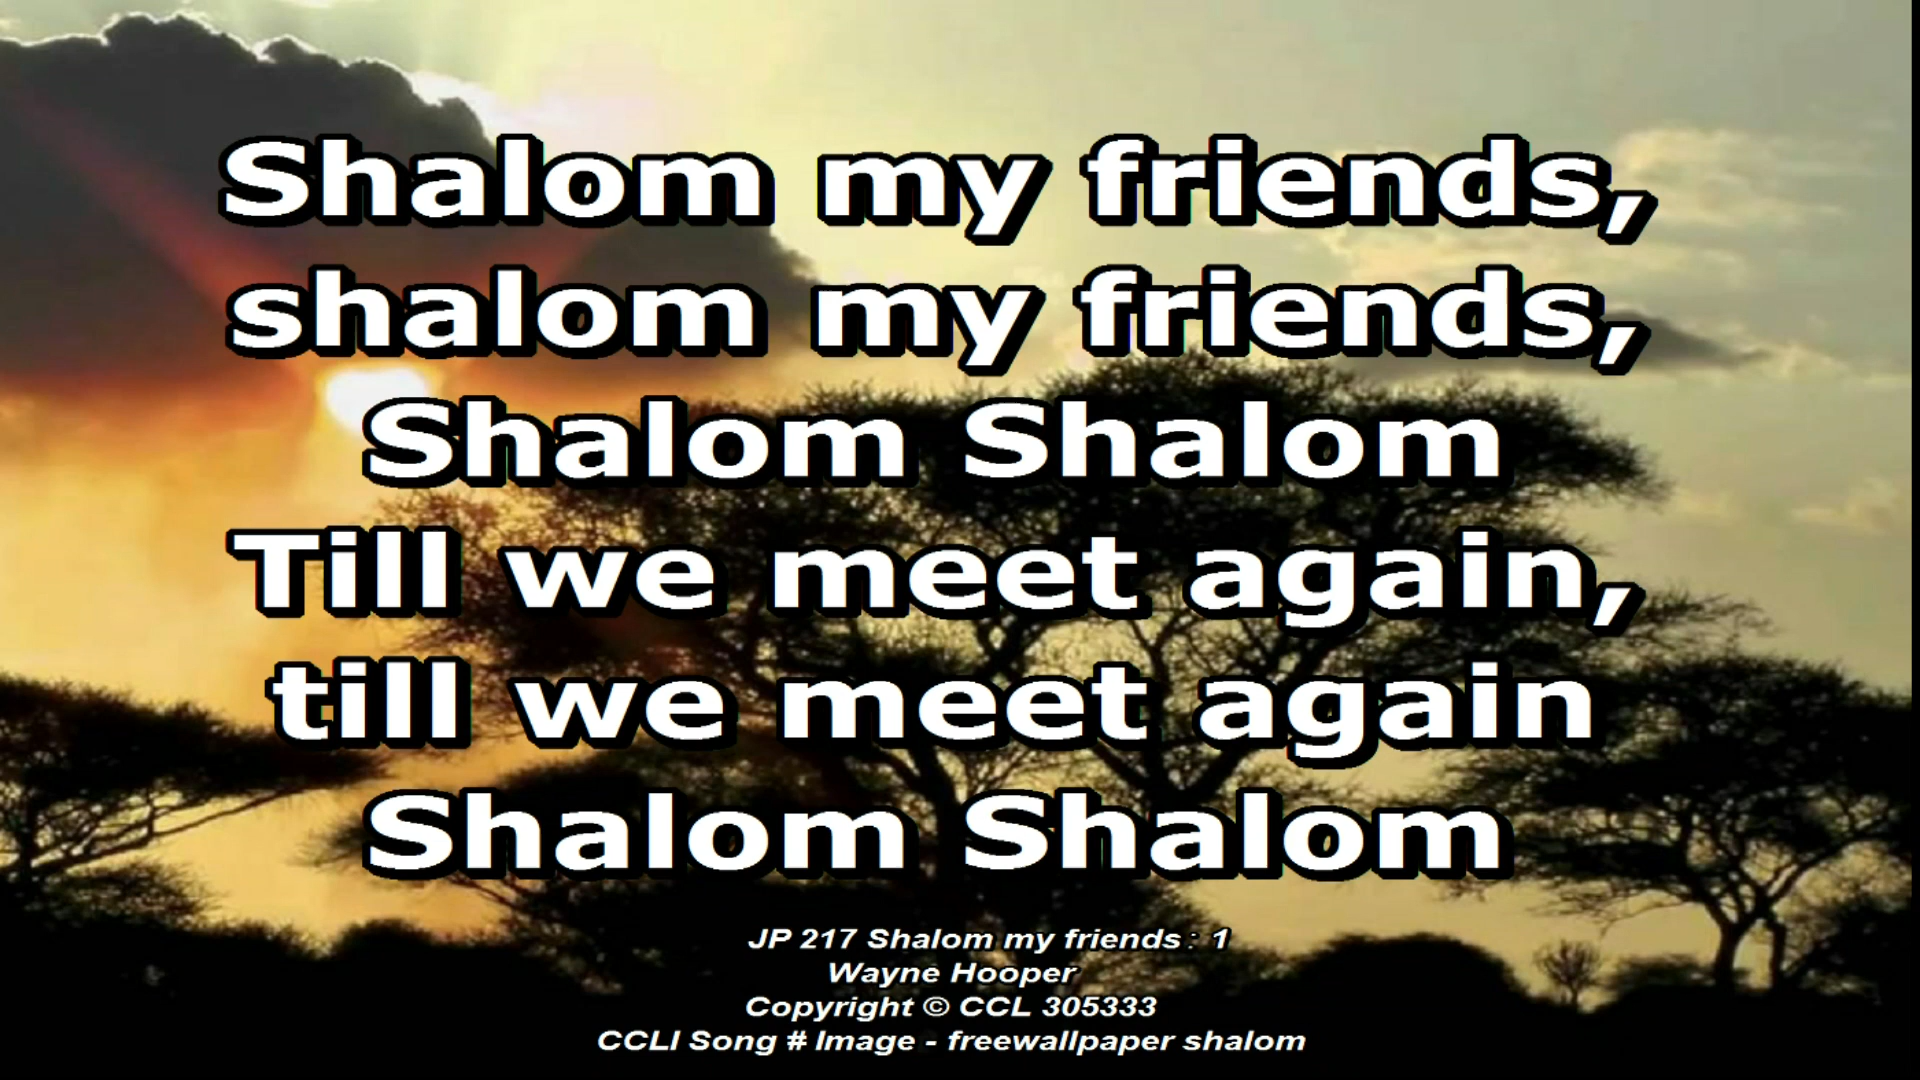 Shalom my friends,
shalom my friends,
Shalom Shalom
Till we meet again,
till we meet again
Shalom Shalom
JP 217 Shalom my friends : 1
Wayne Hooper
Copyright © CCL 305333
CCLI Song # Image - freewallpaper shalom